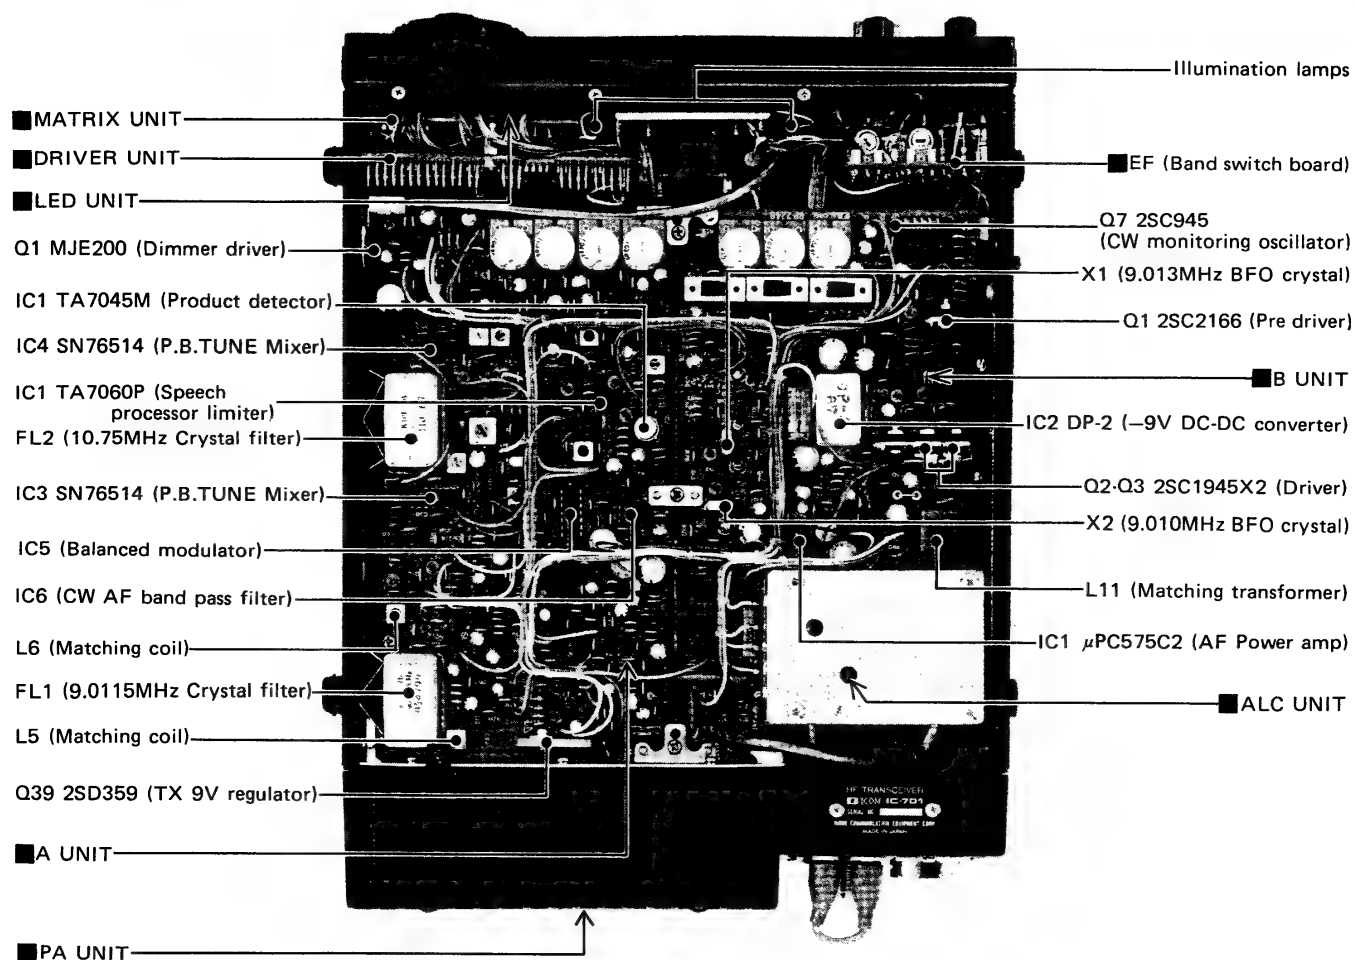 ■MATRIX UNIT
■DRIVER UNIT
■LED UNIT
Q1 MJE200 (Dimmer driver)
IC1 TA7045M (Product detector)
IC4 SN76514 (P.B.TUNE Mixer)
IC1 TA7060P (Speech
processor limiter)
FL2 (10.75MHz Crystal filter)
IC3 SN76514 (P.B.TUNE Mixer)
IC5 (Balanced modulator)
IC6 (CW AF band pass filter)
L6 (Matching coil)
FL1 (9.0115MHz Crystal filter)
L5 (Matching coil)
Q39 2SD359 (TX 9V regulator)
■A UNIT
■PA UNIT
Illumination lamps
■EF (Band switch board)
Q7 2SC945
(CW monitoring oscillator)
X1 (9.013MHz BFO crystal)
Q1 2SC2166 (Pre driver)
■B UNIT
IC2 DP-2 (–9V DC-DC converter)
Q2·Q3 2SC1945X2 (Driver)
X2 (9.010MHz BFO crystal)
L11 (Matching transformer)
IC1 μPC575C2 (AF Power amp)
■ALC UNIT
HF TRANSCEIVER
ICOM IC-701
SERIAL NO
MADE IN JAPAN